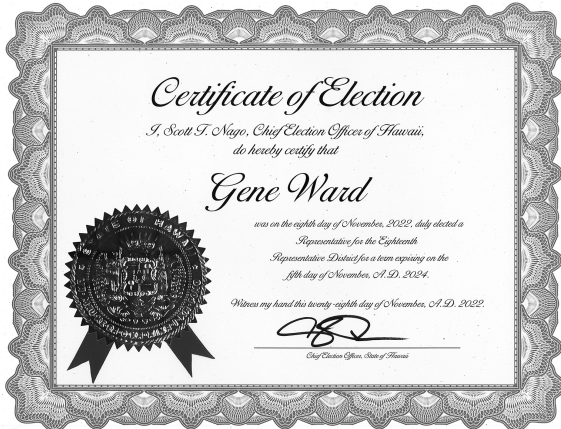 Certificate of Election
I, Scott T. Nago, Chief Election Officer of Hawaii,
do hereby certify that
Gene Ward
was on the eighth day of November, 2022, duly elected a
Representative for the Eighteenth
Representative District for a term expiring on the
fifth day of November, A.D. 2024.
Witness my hand this twenty-eighth day of November, A.D. 2022.
Chief Election Officer, State of Hawaii
STATE OF HAWAII